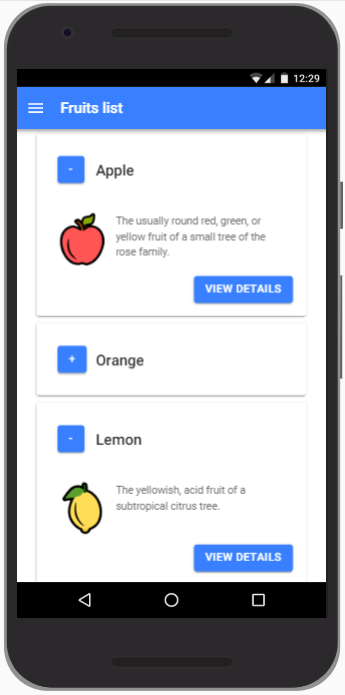 12:29
Fruits list
-
Apple
The usually round red, green, or
yellow fruit of a small tree of the
rose family.
VIEW DETAILS
+
Orange
-
Lemon
The yellowish, acid fruit of a
subtropical citrus tree.
VIEW DETAILS